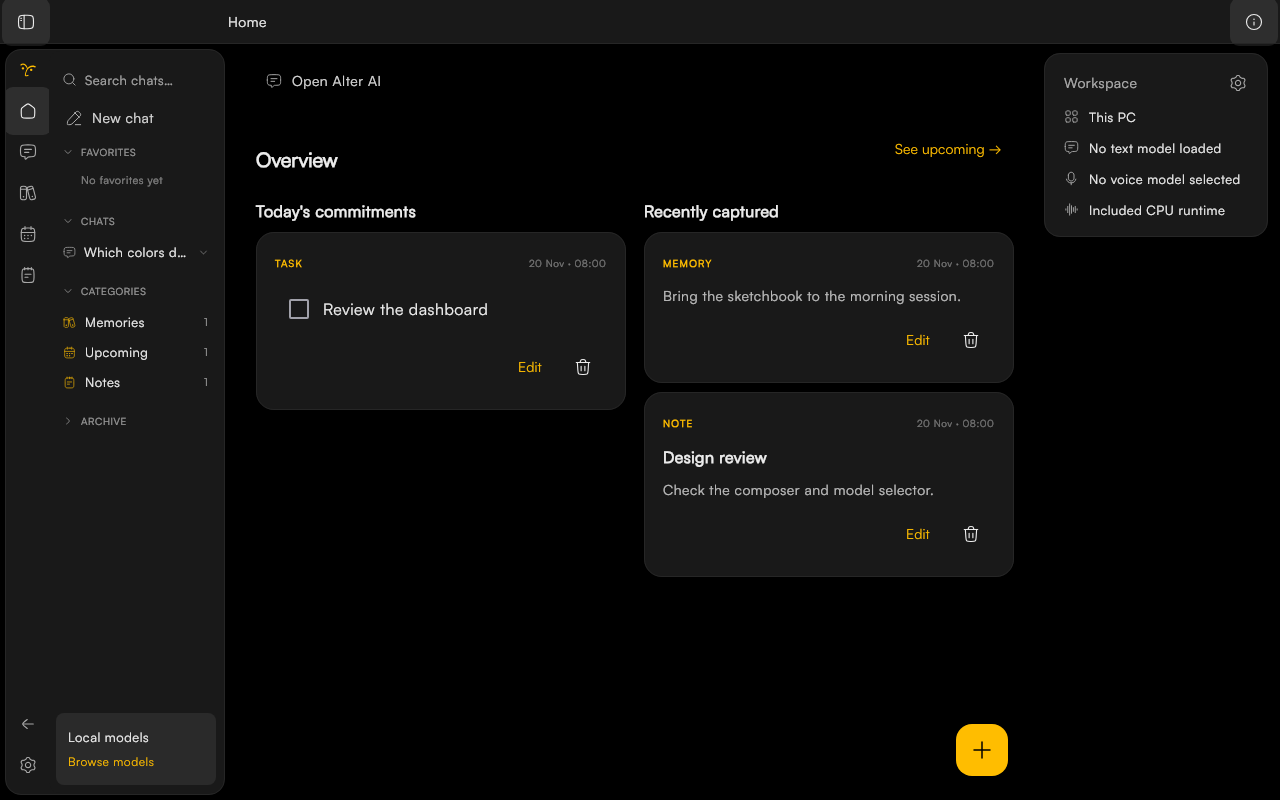 Home
Search chats...
New chat
FAVORITES
No favorites yet
CHATS
Which colors d...
CATEGORIES
Memories 1
Upcoming 1
Notes 1
ARCHIVE
Local models
Browse models
Open Alter AI
Overview
See upcoming →
Today's commitments
TASK 20 Nov • 08:00
Review the dashboard
Edit
Recently captured
MEMORY 20 Nov • 08:00
Bring the sketchbook to the morning session.
Edit
NOTE 20 Nov • 08:00
Design review
Check the composer and model selector.
Edit
Workspace
This PC
No text model loaded
No voice model selected
Included CPU runtime